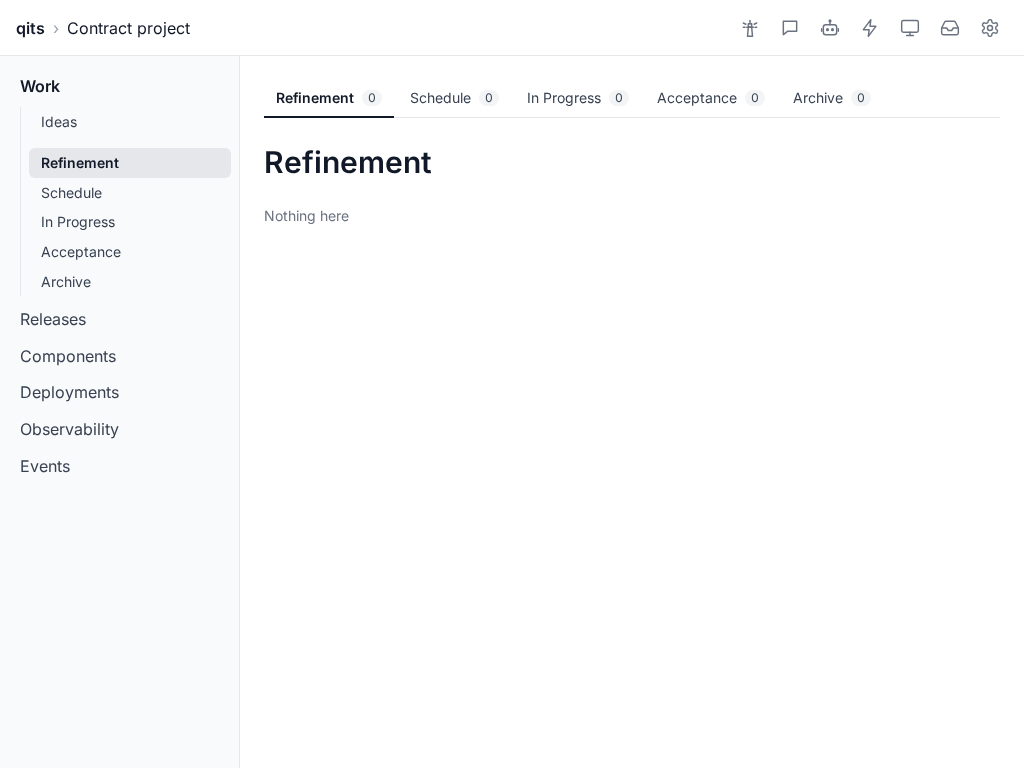 qits › Contract project
Work
Ideas
Refinement
Schedule
In Progress
Acceptance
Archive
Releases
Components
Deployments
Observability
Events
Refinement 0 Schedule 0 In Progress 0 Acceptance 0 Archive 0
Refinement
Nothing here